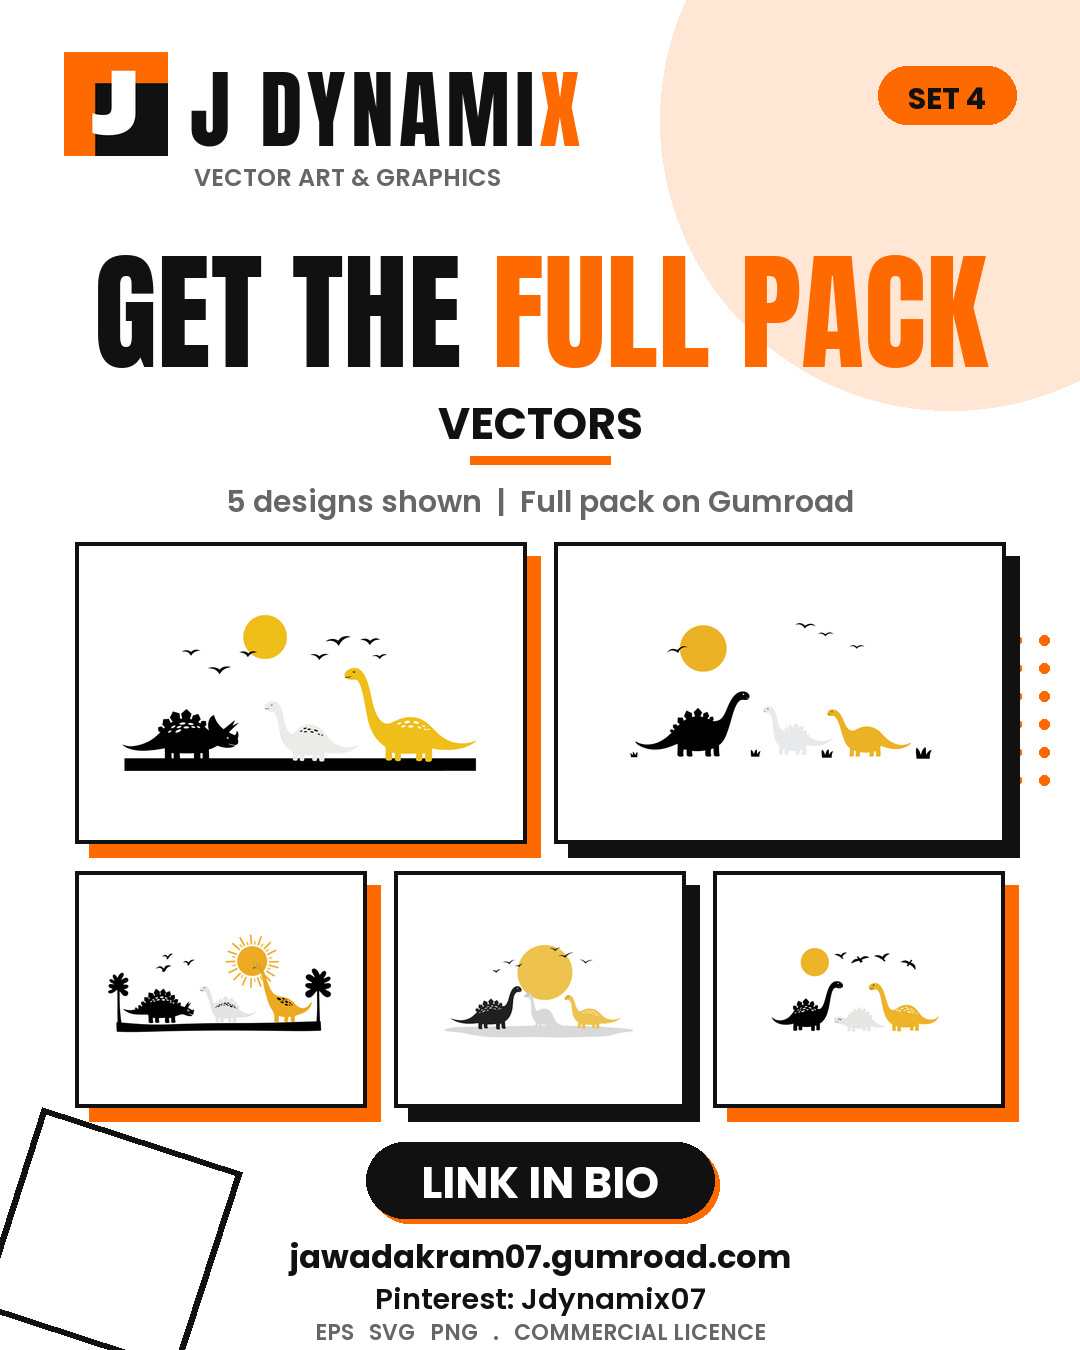 J
J DYNAMIX
VECTOR ART & GRAPHICS
SET 4
GET THE FULL PACK
VECTORS
5 designs shown | Full pack on Gumroad
LINK IN BIO
jawadakram07.gumroad.com
Pinterest: Jdynamix07
EPS SVG PNG . COMMERCIAL LICENCE